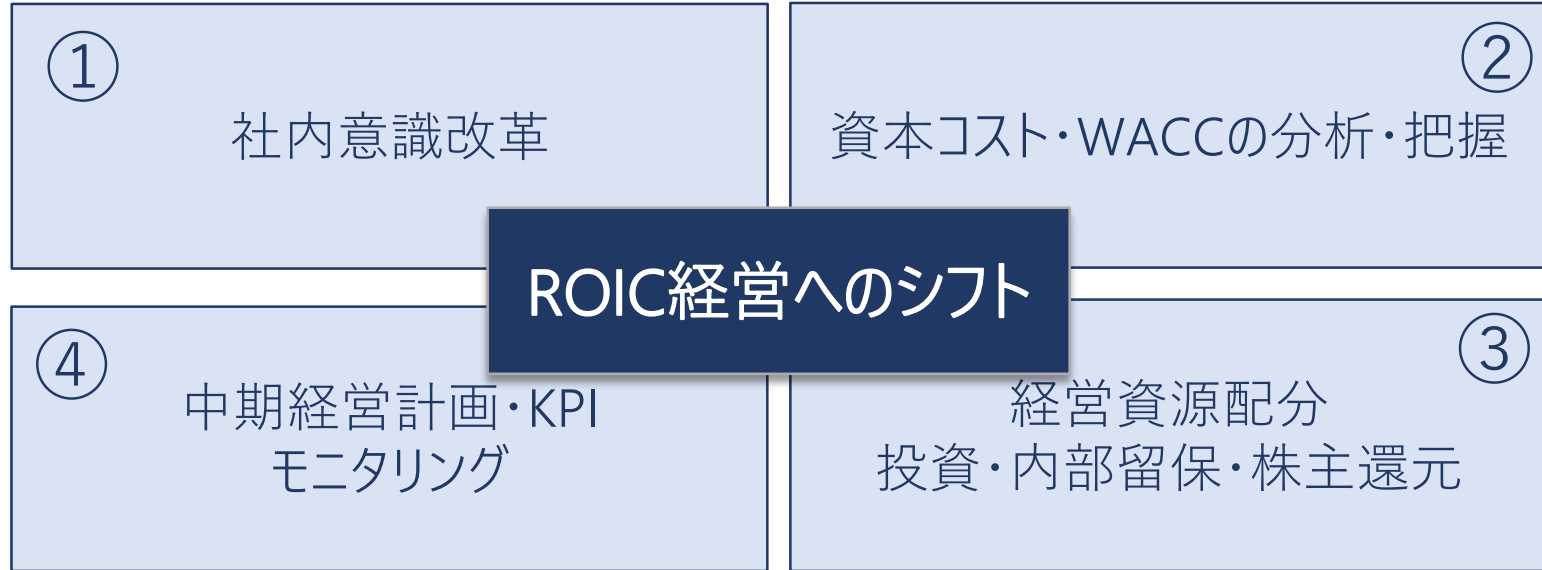 ①
社内意識改革
②
資本コスト・WACCの分析・把握
ROIC経営へのシフト
④
中期経営計画・KPI
モニタリング
③
経営資源配分
投資・内部留保・株主還元